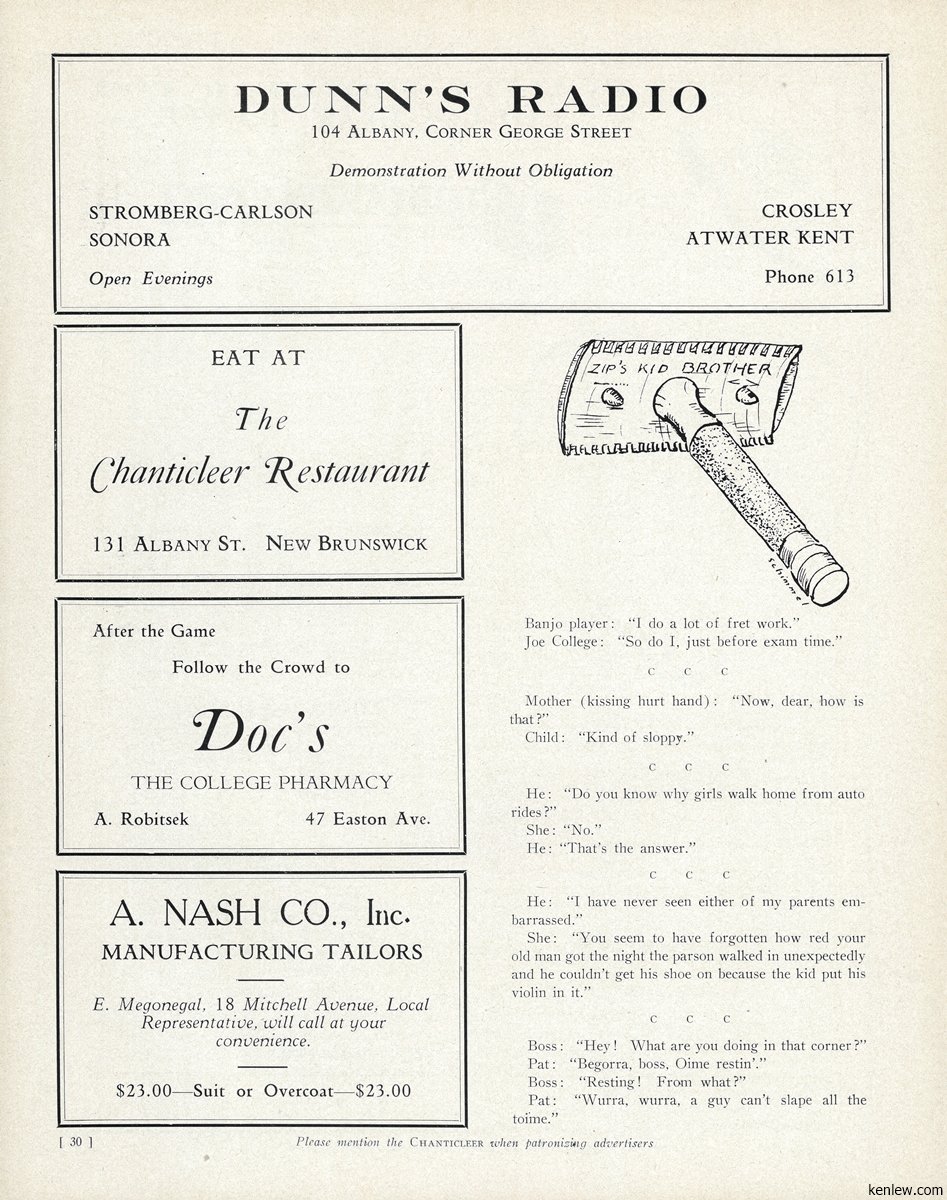 DUNN'S RADIO
104 ALBANY, CORNER GEORGE STREET
Demonstration Without Obligation
STROMBERG-CARLSON
SONORA
Open Evenings
CROSLEY
ATWATER KENT
Phone 613
EAT AT
The
Chanticleer Restaurant
131 ALBANY ST. NEW BRUNSWICK
After the Game
Follow the Crowd to
Doc's
THE COLLEGE PHARMACY
A. Robitsek 47 Easton Ave.
A. NASH CO., Inc.
MANUFACTURING TAILORS
E. Megonegal, 18 Mitchell Avenue, Local
Representative, will call at your
convenience.
$23.00—Suit or Overcoat—$23.00
ZIP'S KID BROTHER
Schimmel
Banjo player: "I do a lot of fret work."
Joe College: "So do I, just before exam time."
C C C
Mother (kissing hurt hand): "Now, dear, how is
that?"
Child: "Kind of sloppy."
C C C
He: "Do you know why girls walk home from auto
rides?"
She: "No."
He: "That's the answer."
C C C
He: "I have never seen either of my parents em-
barrassed."
She: "You seem to have forgotten how red your
old man got the night the parson walked in unexpectedly
and he couldn't get his shoe on because the kid put his
violin in it."
C C C
Boss: "Hey! What are you doing in that corner?"
Pat: "Begorra, boss, Oime restin'."
Boss: "Resting! From what?"
Pat: "Wurra, wurra, a guy can't slape all the
toime."
[ 30 ]
Please mention the CHANTICLEER when patronizing advertisers
kenlew.com